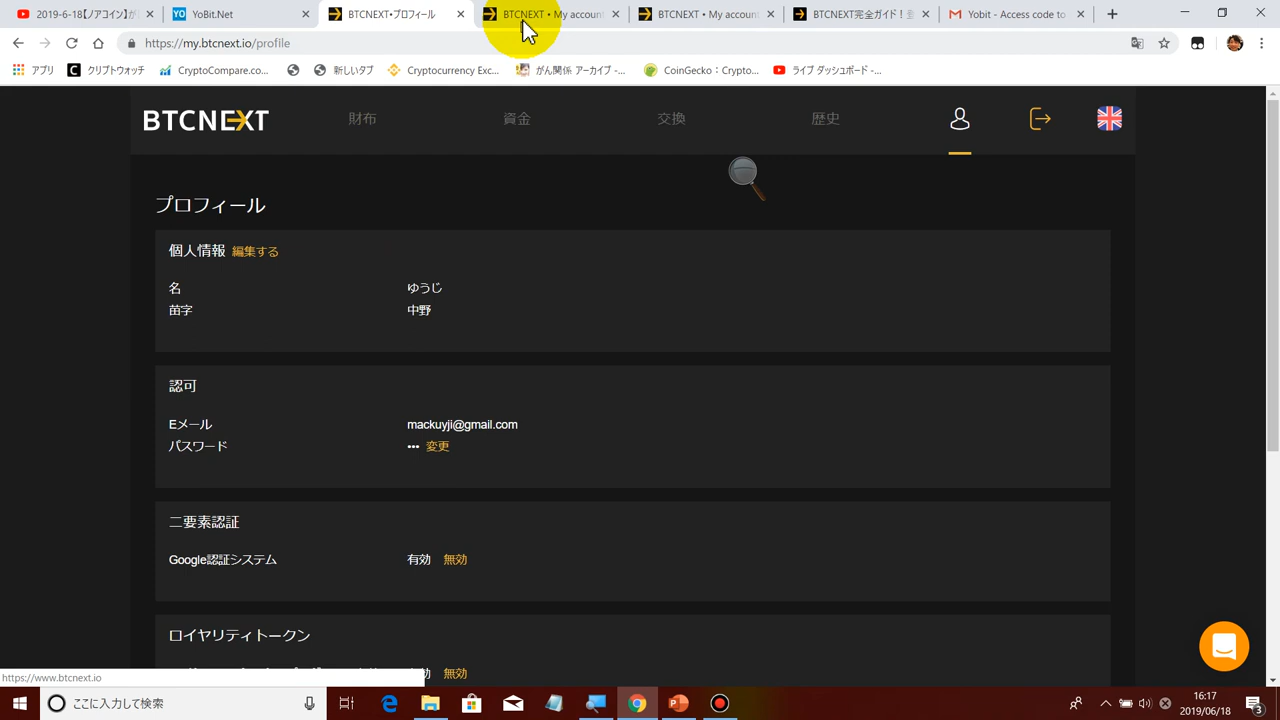 2019-6-18【ノアコイン】が
YoBit.Net
BTCNEXT•プロフィール
BTCNEXT • My accoun
BTCNEXT • My accoun
BTCNEXT完全ガイド！
Yobit - Access code to
https://my.btcnext.io/profile
アプリ
クリプトウォッチ
CryptoCompare.co...
新しいタブ
Cryptocurrency Exc...
がん関係 アーカイブ -...
CoinGecko：Crypto...
ライブ ダッシュボード -...
BTCNEXT
財布
資金
交換
歴史
プロフィール
個人情報 編集する
名 ゆうじ
苗字 中野
認可
Eメール mackuyji@gmail.com
パスワード ••• 変更
二要素認証
Google認証システム 有効 無効
ロイヤリティトークン
無効
https://www.btcnext.io
ここに入力して検索
16:17
2019/06/18
3